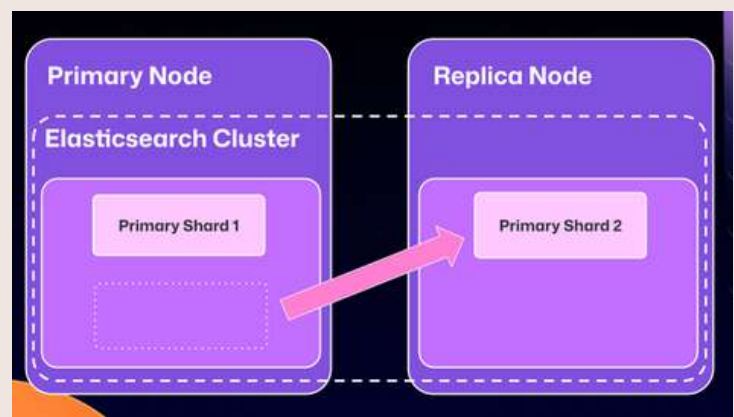 Primary Node
Replica Node
Elasticsearch Cluster
Primary Shard 1
Primary Shard 2